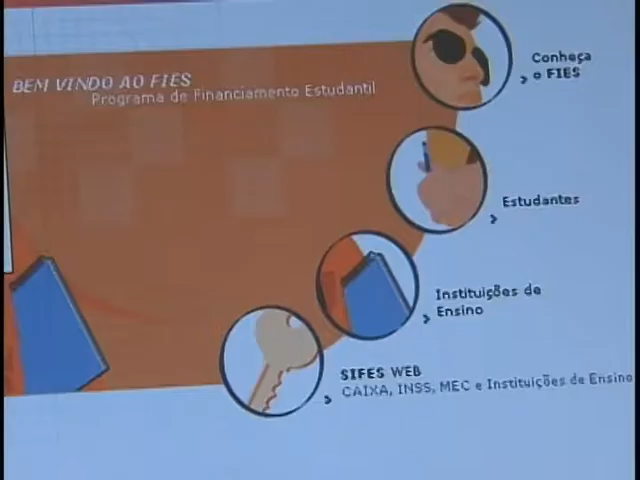 BEM VINDO AO FIES
Programa de Financiamento Estudantil
Conheça
o FIES
Estudantes
Instituições de
Ensino
SIFES WEB
CAIXA, INSS, MEC e Instituições de Ensino